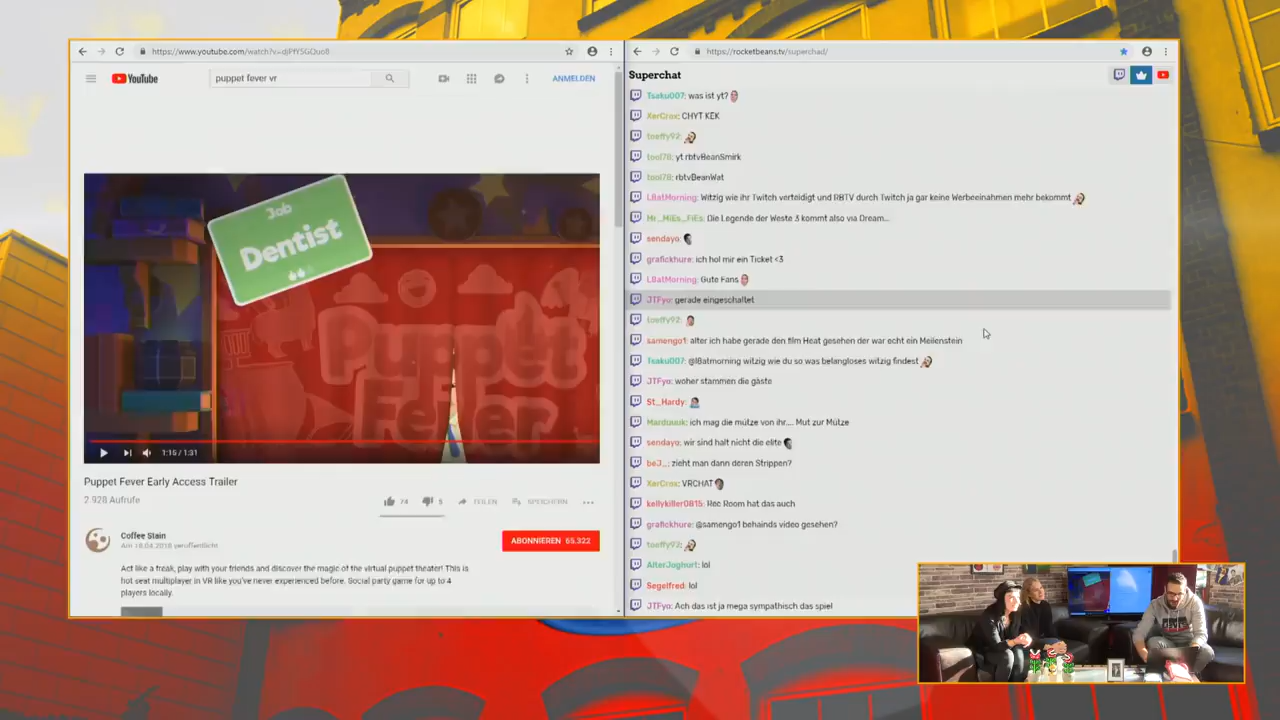 https://www.youtube.com/watch?v=djPfY5GQuo8
YouTube
puppet fever vr
ANMELDEN
Job
Dentist
Puppet
Fever
1:16 / 1:31
Puppet Fever Early Access Trailer
2.928 Aufrufe
74
5
TEILEN
SPEICHERN
Coffee Stain
Am 18.04.2018 veröffentlicht
ABONNIEREN 65.322
Act like a freak, play with your friends and discover the magic of the virtual puppet theater! This is
hot seat multiplayer in VR like you've never experienced before. Social party game for up to 4
players locally.
https://rocketbeans.tv/superchad/
Superchat
Tsaku007: was ist yt?
XerCrox: CHYT KEK
toeffy92:
tool78: yt rbtvBeanSmirk
tool78: rbtvBeanWat
L8atMorning: Witzig wie ihr Twitch verteidigt und RBTV durch Twitch ja gar keine Werbeeinahmen mehr bekommt
Mr_MiEs_FiEs: Die Legende der Weste 3 kommt also via Dream...
sendayo:
grafickhure: ich hol mir ein Ticket <3
L8atMorning: Gute Fans
JTFyo: gerade eingeschaltet
toeffy92:
samengo1: alter ich habe gerade den film Heat gesehen der war echt ein Meilenstein
Tsaku007: @l8atmorning witzig wie du so was belangloses witzig findest
JTFyo: woher stammen die gäste
St_Hardy:
Marduuuk: ich mag die mütze von ihr.... Mut zur Mütze
sendayo: wir sind halt nicht die elite
beJ_: zieht man dann deren Strippen?
XerCrox: VRCHAT
kellykiller0815: Rec Room hat das auch
grafickhure: @samengo1 behainds video gesehen?
toeffy92:
AlterJoghurt: lol
Segelfred: lol
JTFyo: Ach das ist ja mega sympathisch das spiel